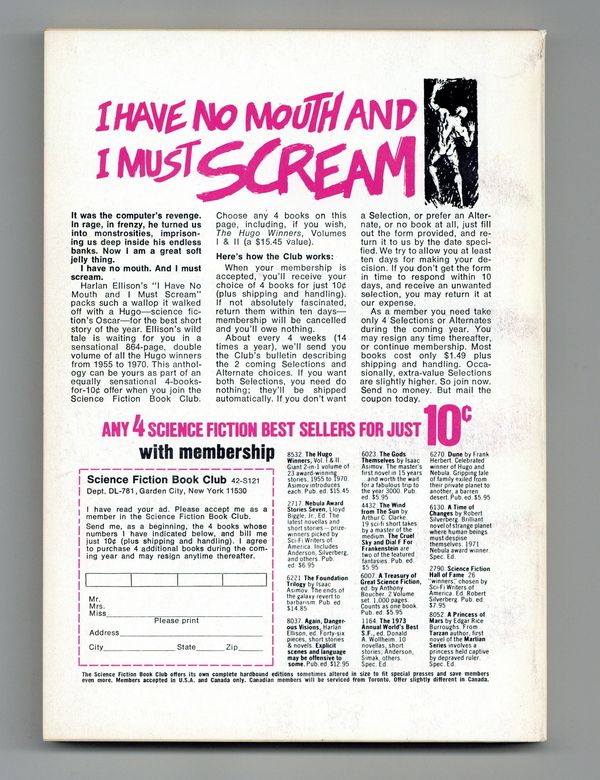 I HAVE NO MOUTH AND
I MUST SCREAM
It was the computer's revenge.
In rage, in frenzy, he turned us
into monstrosities, imprison-
ing us deep inside his endless
banks. Now I am a great soft
jelly thing.
I have no mouth. And I must
scream.
Harlan Ellison's "I Have No
Mouth and I Must Scream"
packs such a wallop it walked
off with a Hugo—science fic-
tion's Oscar—for the best short
story of the year. Ellison's wild
tale is waiting for you in a
sensational 864-page, double
volume of all the Hugo winners
from 1955 to 1970. This anthol-
ogy can be yours as part of an
equally sensational 4-books-
for-10¢ offer when you join the
Science Fiction Book Club.
Choose any 4 books on this
page, including, if you wish,
The Hugo Winners, Volumes
I & II (a $15.45 value).
Here's how the Club works:
When your membership is
accepted, you'll receive your
choice of 4 books for just 10¢
(plus shipping and handling).
If not absolutely fascinated,
return them within ten days—
membership will be cancelled
and you'll owe nothing.
About every 4 weeks (14
times a year), we'll send you
the Club's bulletin describing
the 2 coming Selections and
Alternate choices. If you want
both Selections, you need do
nothing; they'll be shipped
automatically. If you don't want
a Selection, or prefer an Alter-
nate, or no book at all, just fill
out the form provided, and re-
turn it to us by the date speci-
fied. We try to allow you at least
ten days for making your de-
cision. If you don't get the form
in time to respond within 10
days, and receive an unwanted
selection, you may return it at
our expense.
As a member you need take
only 4 Selections or Alternates
during the coming year. You
may resign any time thereafter,
or continue membership. Most
books cost only $1.49 plus
shipping and handling. Occa-
sionally, extra-value Selections
are slightly higher. So join now.
Send no money. But mail the
coupon today.
ANY 4 SCIENCE FICTION BEST SELLERS FOR JUST 10¢
with membership
Science Fiction Book Club 42-S121
Dept. DL-781, Garden City, New York 11530
I have read your ad. Please accept me as a
member in the Science Fiction Book Club.
Send me, as a beginning, the 4 books whose
numbers I have indicated below, and bill me
just 10¢ (plus shipping and handling). I agree
to purchase 4 additional books during the com-
ing year and may resign anytime thereafter.
Mr.
Mrs.
Miss
Please print
Address
City State Zip
8532. The Hugo
Winners, Vol. I & II.
Giant 2-in-1 volume of
23 award-winning
stories, 1955 to 1970.
Asimov introduces
each. Pub. ed. $15.45
2717. Nebula Award
Stories Seven, Lloyd
Biggle, Jr., Ed. The
latest novellas and
short stories — prize-
winners picked by
Sci-Fi Writers of
America. Includes
Anderson, Silverberg,
and others. Pub.
ed. $6.95
6221. The Foundation
Trilogy by Isaac
Asimov. The ends of
the galaxy revert to
barbarism. Pub. ed.
$14.85
8037. Again, Danger-
ous Visions, Harlan
Ellison, ed. Forty-six
pieces, short stories
& novels. Explicit
scenes and language
may be offensive to
some. Pub. ed. $12.95
6023. The Gods
Themselves by Isaac
Asimov. The master's
first novel in 15 years
. . . and worth the wait
for a fabulous trip to
the year 3000. Pub.
ed. $5.95
4432. The Wind
from The Sun by
Arthur C. Clarke.
19 sci-fi short takes
by a master of the
medium. The Cruel
Sky and Dial F For
Frankenstein are
two of the featured
fantasies. Pub. ed.
$5.95
6007. A Treasury of
Great Science Fiction,
ed. by Anthony
Boucher. 2 Volume
set. 1,000 pages.
Counts as one book.
Pub. ed. $5.95
1164. The 1973
Annual World's Best
S.F., ed. Donald
A. Wollheim. 10
novellas, short
stories; Anderson,
Simak, others.
Spec. Ed.
6270. Dune by Frank
Herbert. Celebrated
winner of Hugo and
Nebula. Gripping tale
of family exiled from
their private planet to
another, a barren
desert. Pub. ed. $5.95
6130. A Time of
Changes by Robert
Silverberg. Brilliant
novel of strange planet
where human beings
must despise
themselves. 1971
Nebula award winner.
Spec. Ed.
2790. Science Fiction
Hall of Fame. 26
"winners," chosen by
Sci-Fi Writers of
America. Ed. Robert
Silverberg. Pub. ed.
$7.95
8052. A Princess of
Mars by Edgar Rice
Burroughs. From
Tarzan author, first
novel of the Martian
Series involves a
princess held captive
by depraved ruler.
Spec. Ed.
The Science Fiction Book Club offers its own complete hardbound editions sometimes altered in size to fit special presses and save members
even more. Members accepted in U.S.A. and Canada only. Canadian members will be serviced from Toronto. Offer slightly different in Canada.